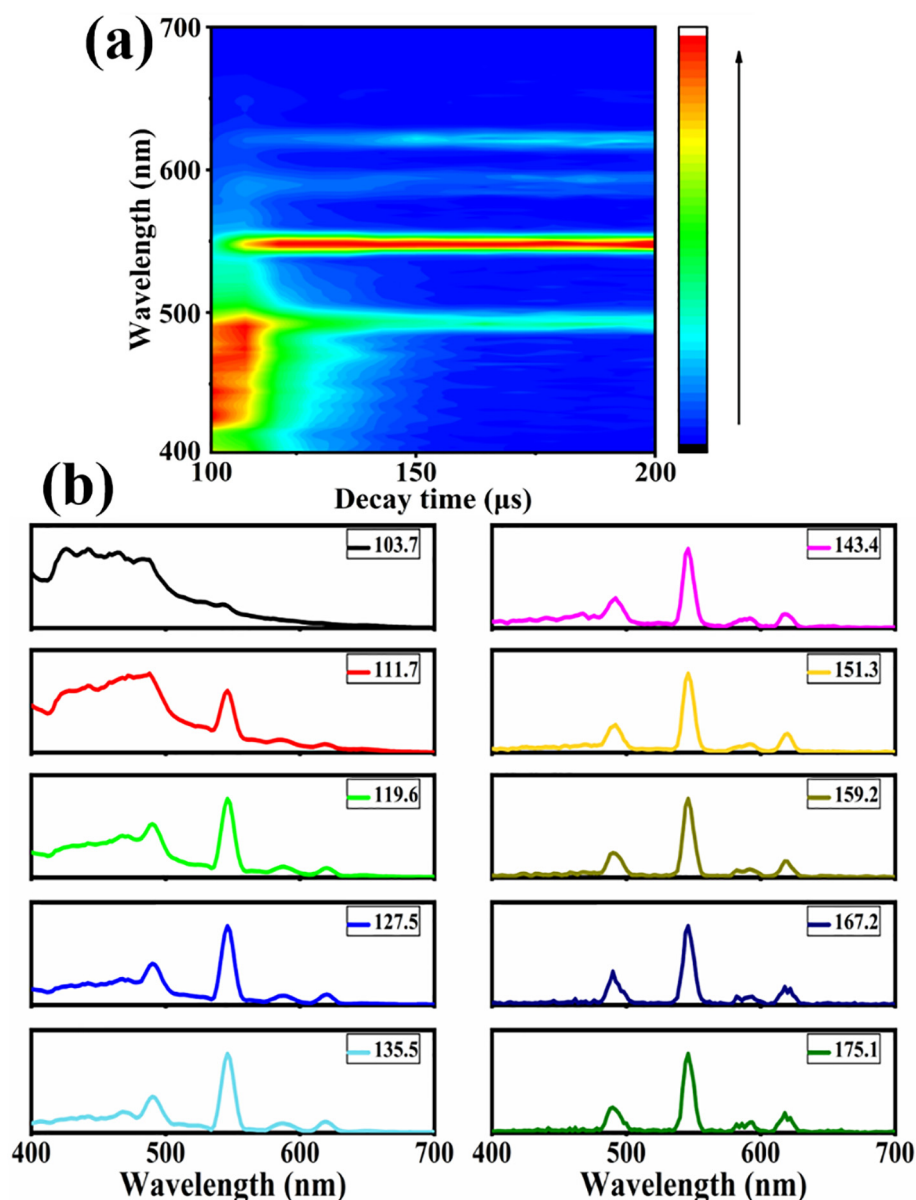 (a)
700
600
500
400
Wavelength (nm)
100 150 200
Decay time (μs)
(b)
103.7
111.7
119.6
127.5
135.5
400 500 600 700
Wavelength (nm)
143.4
151.3
159.2
167.2
175.1
400 500 600 700
Wavelength (nm)